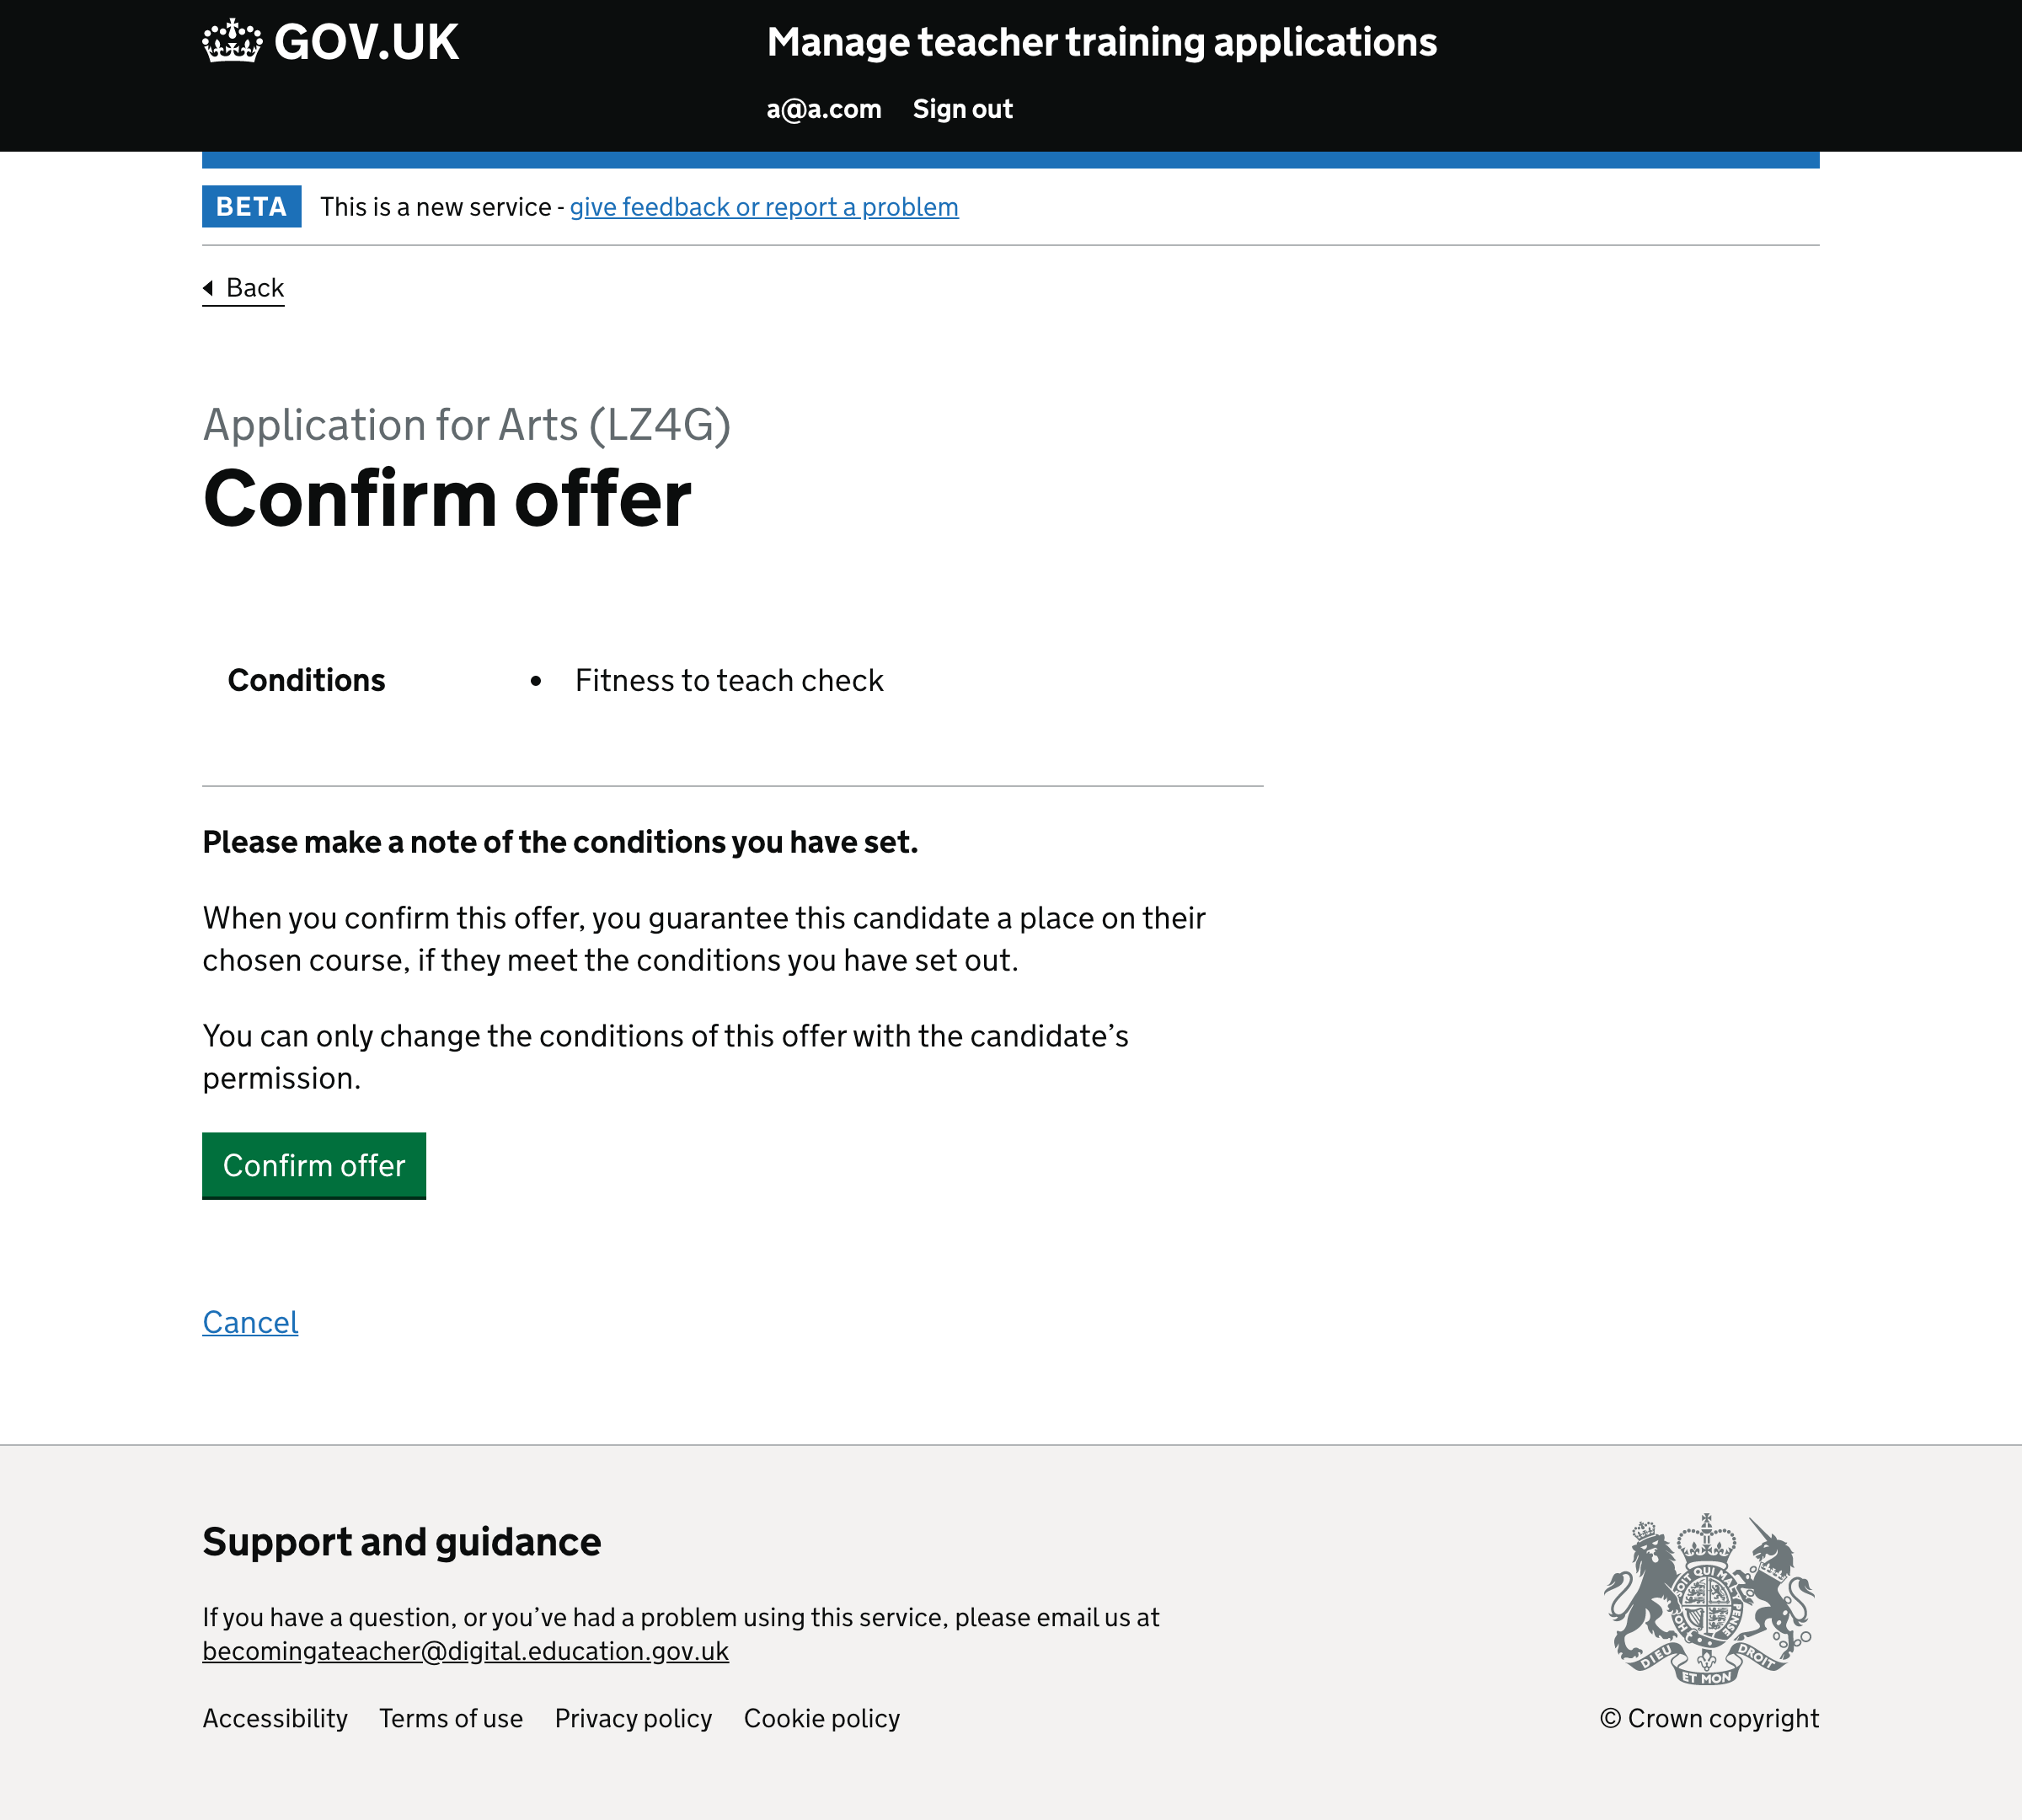 GOV.UK
Manage teacher training applications
a@a.com Sign out
BETA This is a new service - give feedback or report a problem
Back
Application for Arts (LZ4G)
Confirm offer
Conditions • Fitness to teach check
Please make a note of the conditions you have set.
When you confirm this offer, you guarantee this candidate a place on their
chosen course, if they meet the conditions you have set out.
You can only change the conditions of this offer with the candidate’s
permission.
Confirm offer
Cancel
Support and guidance
If you have a question, or you’ve had a problem using this service, please email us at
becomingateacher@digital.education.gov.uk
Accessibility Terms of use Privacy policy Cookie policy
SOIT QUI MAL
PENSE
HON
DIEU
ET MON
DROIT
© Crown copyright